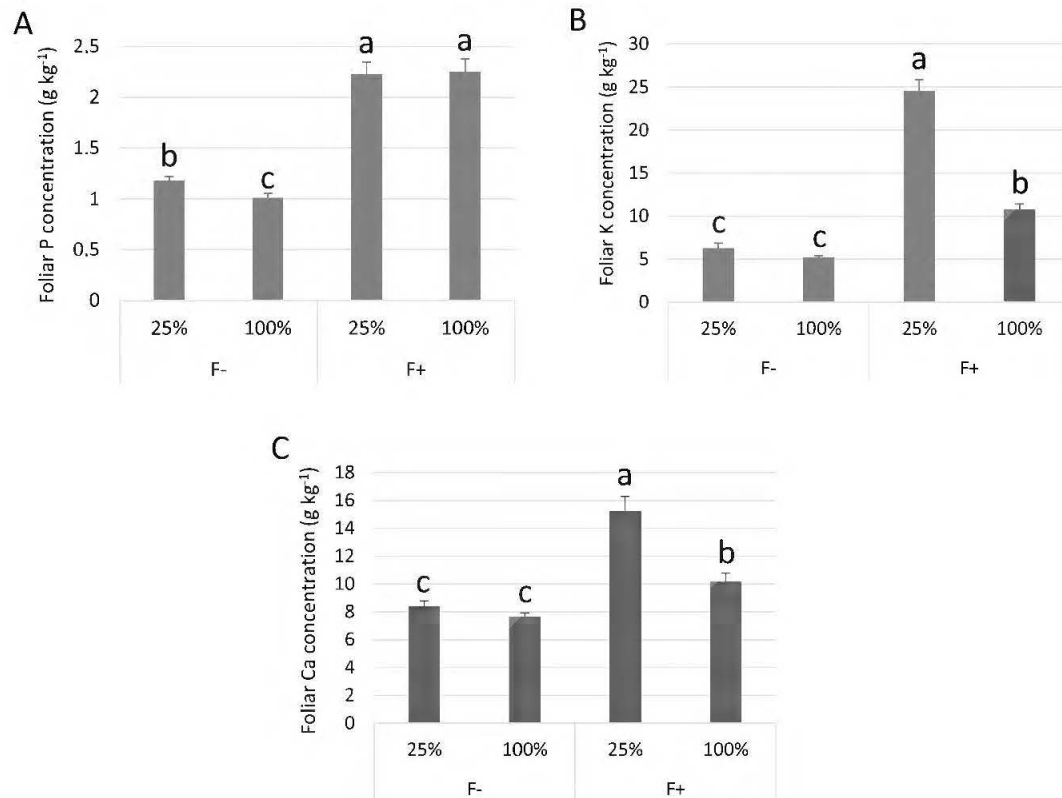 A
Foliar P concentration (g kg⁻¹)
2.5
2
1.5
1
0.5
0
b
c
a
a
25% 100% 25% 100%
F- F+
B
Foliar K concentration (g kg⁻¹)
30
25
20
15
10
5
0
c
c
a
b
25% 100% 25% 100%
F- F+
C
Foliar Ca concentration (g kg⁻¹)
18
16
14
12
10
8
6
4
2
0
c
c
a
b
25% 100% 25% 100%
F- F+